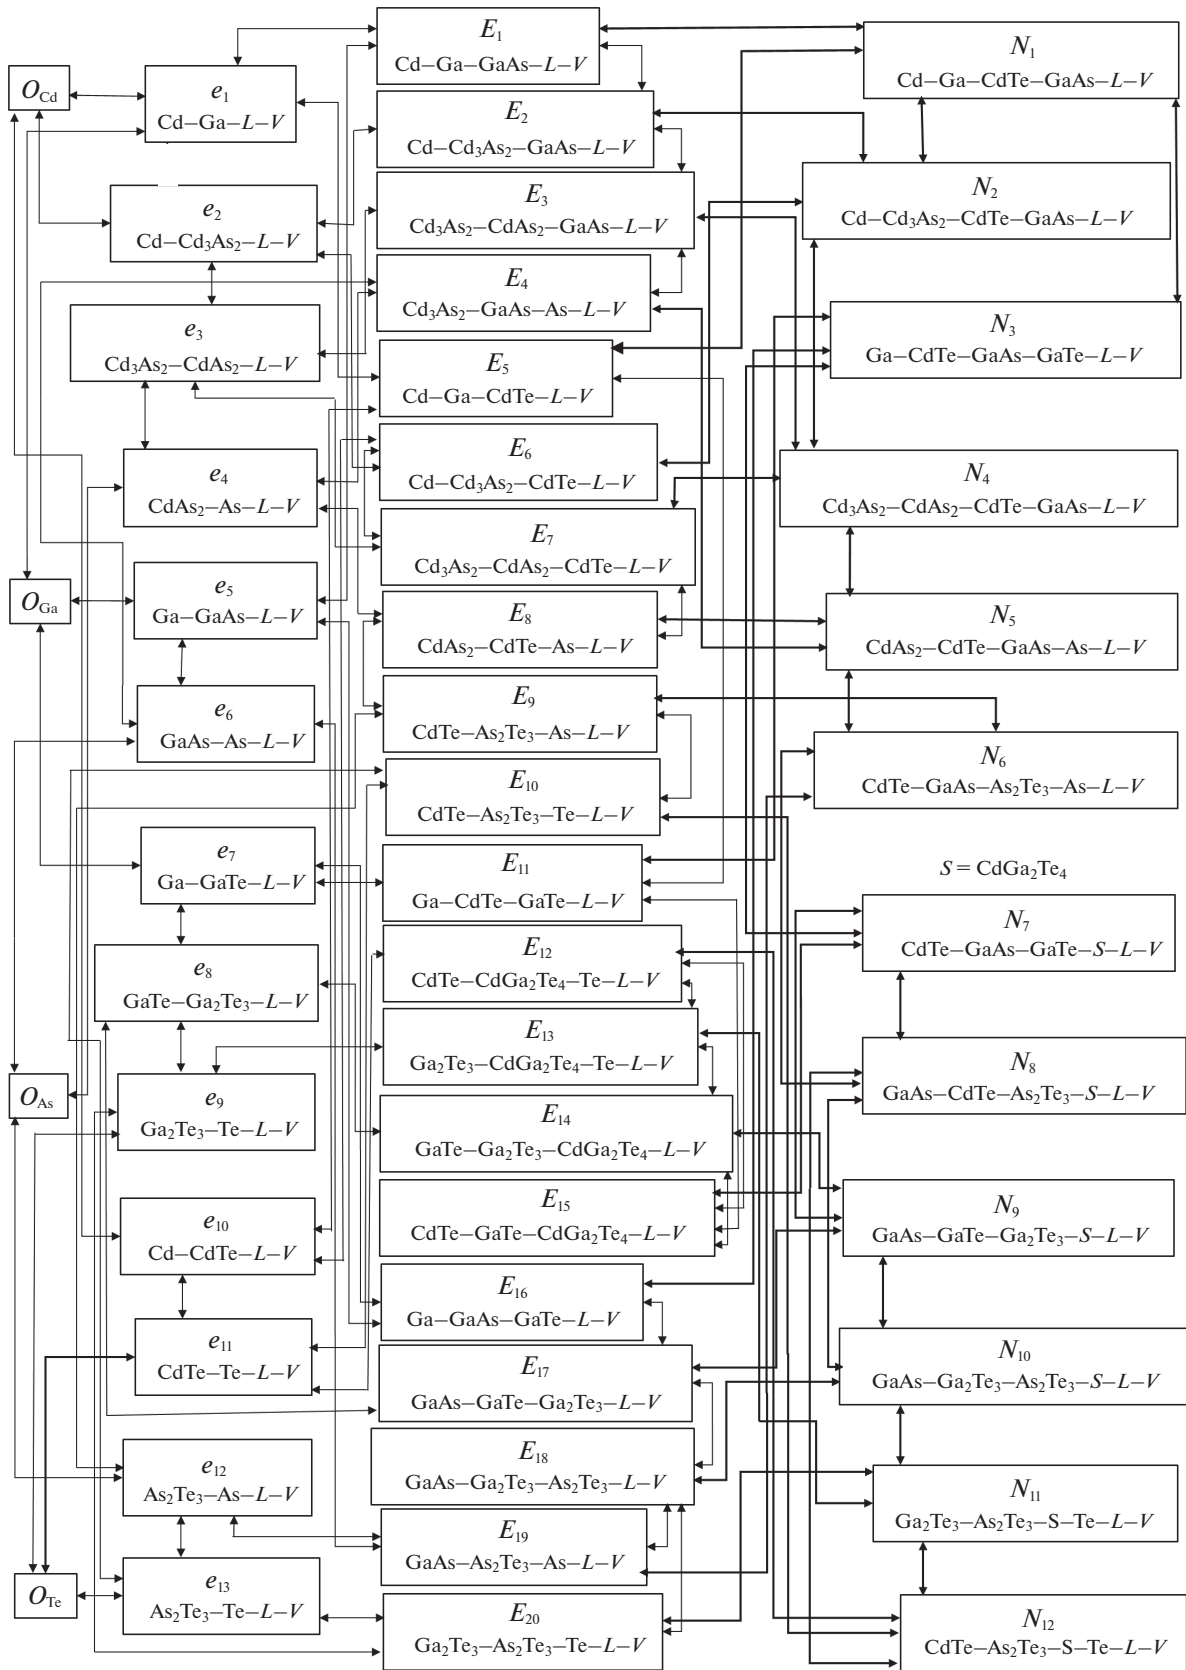 O_Cd
O_Ga
O_As
O_Te
e₁
Cd–Ga–L–V
e₂
Cd–Cd₃As₂–L–V
e₃
Cd₃As₂–CdAs₂–L–V
e₄
CdAs₂–As–L–V
e₅
Ga–GaAs–L–V
e₆
GaAs–As–L–V
e₇
Ga–GaTe–L–V
e₈
GaTe–Ga₂Te₃–L–V
e₉
Ga₂Te₃–Te–L–V
e₁₀
Cd–CdTe–L–V
e₁₁
CdTe–Te–L–V
e₁₂
As₂Te₃–As–L–V
e₁₃
As₂Te₃–Te–L–V
E₁
Cd–Ga–GaAs–L–V
E₂
Cd–Cd₃As₂–GaAs–L–V
E₃
Cd₃As₂–CdAs₂–GaAs–L–V
E₄
Cd₃As₂–GaAs–As–L–V
E₅
Cd–Ga–CdTe–L–V
E₆
Cd–Cd₃As₂–CdTe–L–V
E₇
Cd₃As₂–CdAs₂–CdTe–L–V
E₈
CdAs₂–CdTe–As–L–V
E₉
CdTe–As₂Te₃–As–L–V
E₁₀
CdTe–As₂Te₃–Te–L–V
E₁₁
Ga–CdTe–GaTe–L–V
E₁₂
CdTe–CdGa₂Te₄–Te–L–V
E₁₃
Ga₂Te₃–CdGa₂Te₄–Te–L–V
E₁₄
GaTe–Ga₂Te₃–CdGa₂Te₄–L–V
E₁₅
CdTe–GaTe–CdGa₂Te₄–L–V
E₁₆
Ga–GaAs–GaTe–L–V
E₁₇
GaAs–GaTe–Ga₂Te₃–L–V
E₁₈
GaAs–Ga₂Te₃–As₂Te₃–L–V
E₁₉
GaAs–As₂Te₃–As–L–V
E₂₀
Ga₂Te₃–As₂Te₃–Te–L–V
N₁
Cd–Ga–CdTe–GaAs–L–V
N₂
Cd–Cd₃As₂–CdTe–GaAs–L–V
N₃
Ga–CdTe–GaAs–GaTe–L–V
N₄
Cd₃As₂–CdAs₂–CdTe–GaAs–L–V
N₅
CdAs₂–CdTe–GaAs–As–L–V
N₆
CdTe–GaAs–As₂Te₃–As–L–V
S = CdGa₂Te₄
N₇
CdTe–GaAs–GaTe–S–L–V
N₈
GaAs–CdTe–As₂Te₃–S–L–V
N₉
GaAs–GaTe–Ga₂Te₃–S–L–V
N₁₀
GaAs–Ga₂Te₃–As₂Te₃–S–L–V
N₁₁
Ga₂Te₃–As₂Te₃–S–Te–L–V
N₁₂
CdTe–As₂Te₃–S–Te–L–V